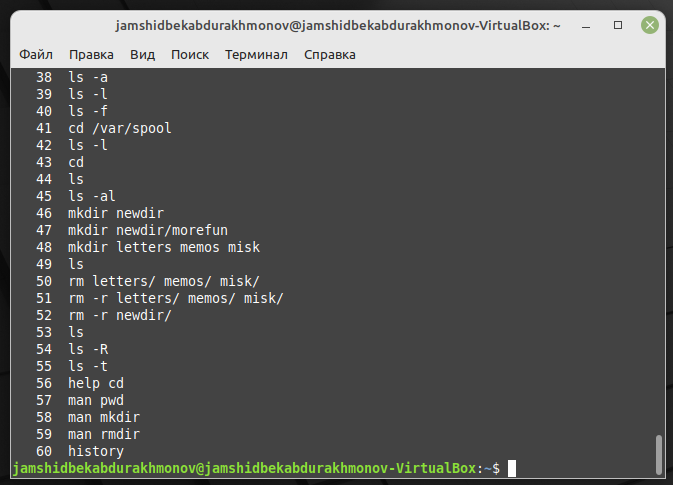 jamshidbekabdurakhmonov@jamshidbekabdurakhmonov-VirtualBox: ~
Файл Правка Вид Поиск Терминал Справка
38 ls -a
39 ls -l
40 ls -f
41 cd /var/spool
42 ls -l
43 cd
44 ls
45 ls -al
46 mkdir newdir
47 mkdir newdir/morefun
48 mkdir letters memos misk
49 ls
50 rm letters/ memos/ misk/
51 rm -r letters/ memos/ misk/
52 rm -r newdir/
53 ls
54 ls -R
55 ls -t
56 help cd
57 man pwd
58 man mkdir
59 man rmdir
60 history
jamshidbekabdurakhmonov@jamshidbekabdurakhmonov-VirtualBox:~$